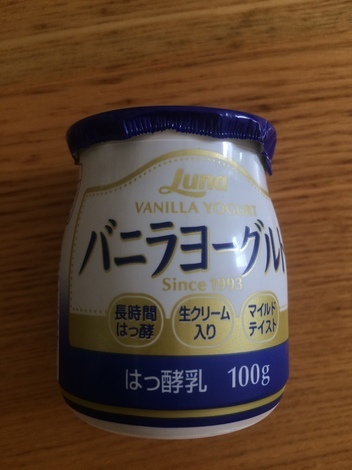 Luna
VANILLA YOGURT
バニラヨーグルト
Since 1993
長時間
はっ酵
生クリーム
入り
マイルド
テイスト
はっ酵乳 100g